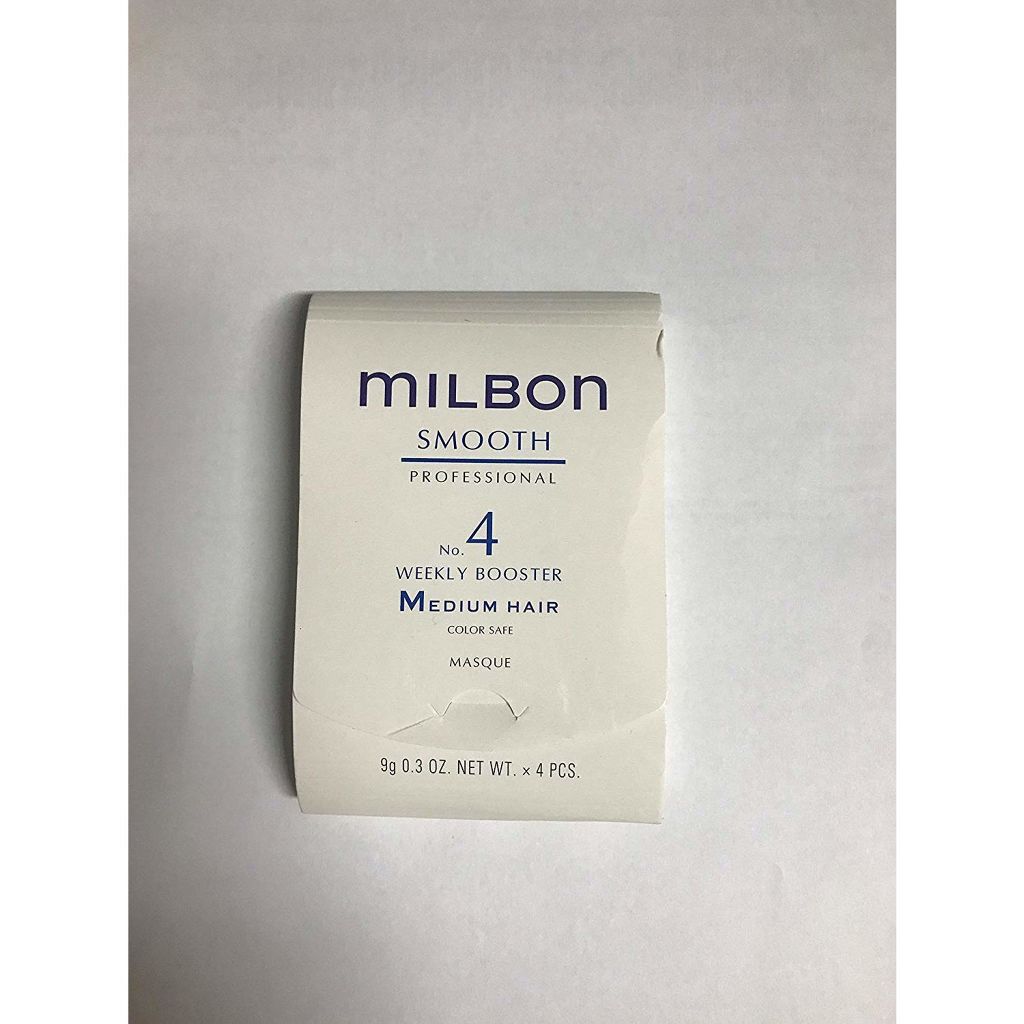 mILBOn
SMOOTH
PROFESSIONAL
No. 4
WEEKLY BOOSTER
MEDIUM HAIR
COLOR SAFE
MASQUE
9g 0.3 OZ. NET WT. × 4 PCS.